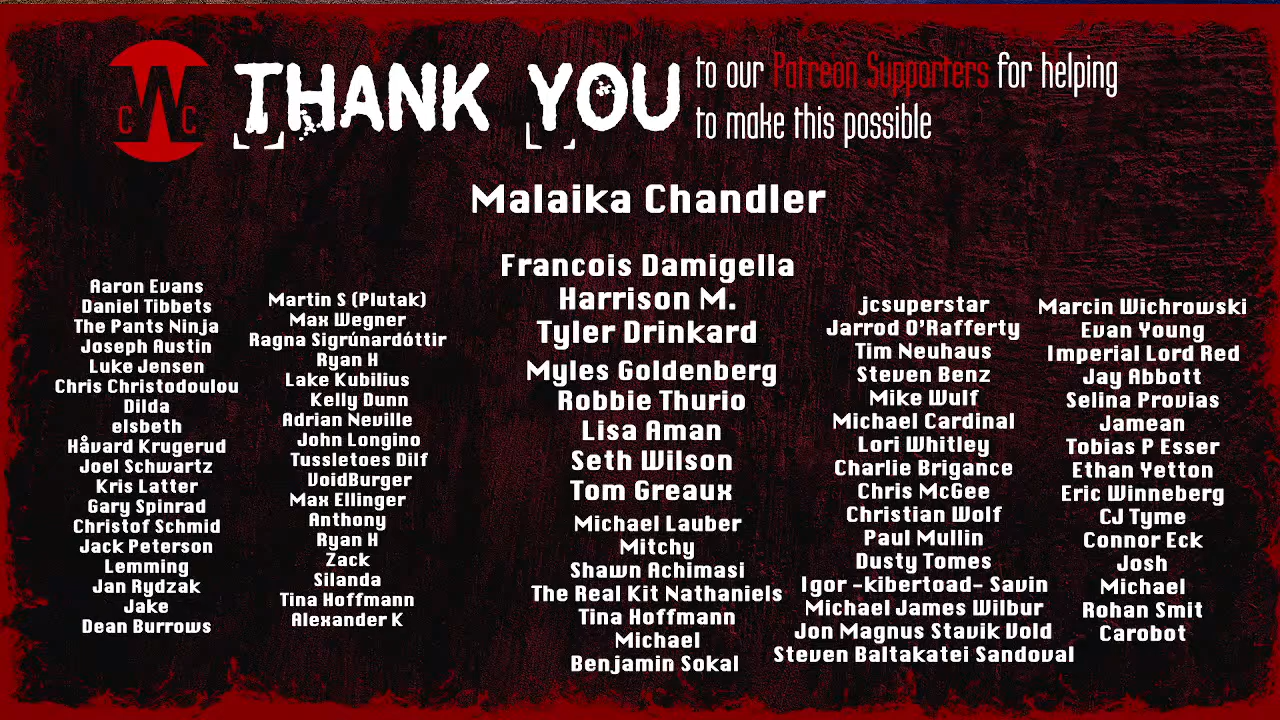 W
C C
THANK YOU
to our Patreon Supporters for helping
to make this possible
Malaika Chandler
Aaron Evans
Daniel Tibbets
The Pants Ninja
Joseph Austin
Luke Jensen
Chris Christodoulou
Dilda
elsbeth
Håvard Krugerud
Joel Schwartz
Kris Latter
Gary Spinrad
Christof Schmid
Jack Peterson
Lemming
Jan Rydzak
Jake
Dean Burrows
Martin S (Plutak)
Max Wegner
Ragna Sigrúnardóttir
Ryan H
Lake Kubilius
Kelly Dunn
Adrian Neville
John Longino
Tussletoes Dilf
VoidBurger
Max Ellinger
Anthony
Ryan H
Zack
Silanda
Tina Hoffmann
Alexander K
Francois Damigella
Harrison M.
Tyler Drinkard
Myles Goldenberg
Robbie Thurio
Lisa Aman
Seth Wilson
Tom Greaux
Michael Lauber
Mitchy
Shawn Achimasi
The Real Kit Nathaniels
Tina Hoffmann
Michael
Benjamin Sokal
jcsuperstar
Jarrod O'Rafferty
Tim Neuhaus
Steven Benz
Mike Wulf
Michael Cardinal
Lori Whitley
Charlie Brigance
Chris McGee
Christian Wolf
Paul Mullin
Dusty Tomes
Igor -kibertoad- Savin
Michael James Wilbur
Jon Magnus Stavik Vold
Steven Baltakatei Sandoval
Marcin Wichrowski
Evan Young
Imperial Lord Red
Jay Abbott
Selina Provias
Jamean
Tobias P Esser
Ethan Yetton
Eric Winneberg
CJ Tyme
Connor Eck
Josh
Michael
Rohan Smit
Carobot